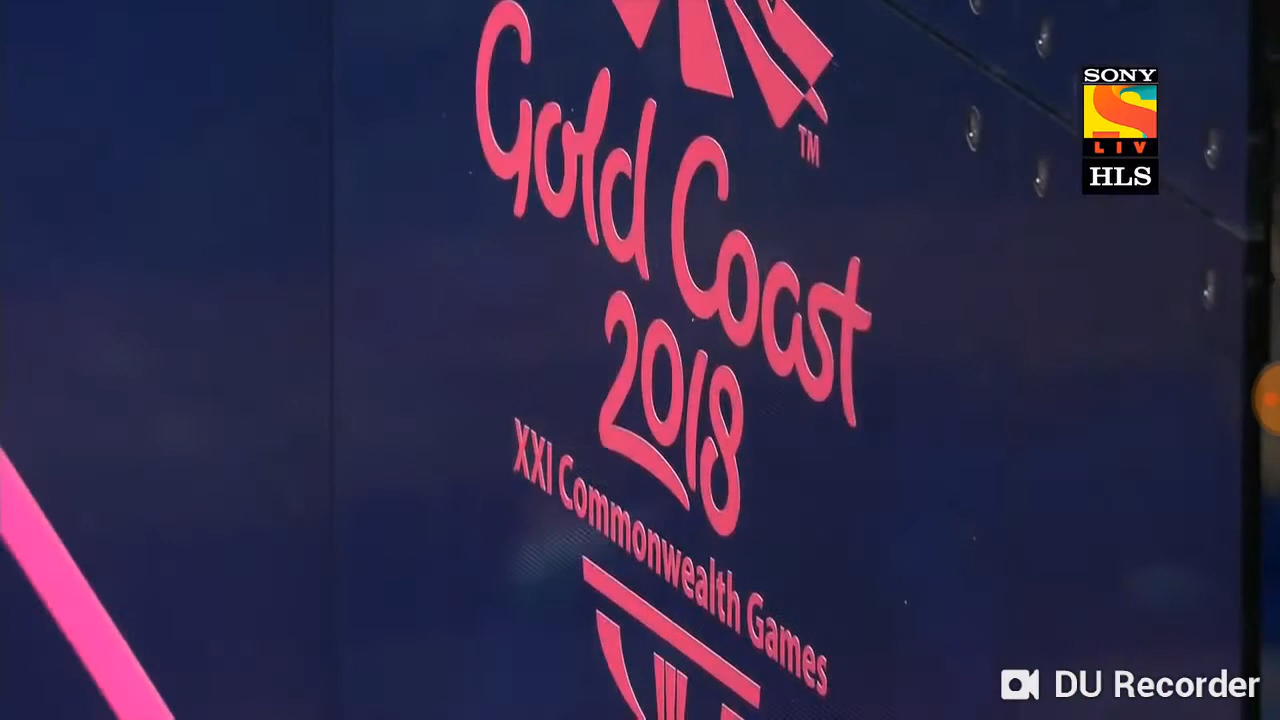 Gold Coast
TM
2018
XXI Commonwealth Games
SONY
LIV
HLS
DU Recorder